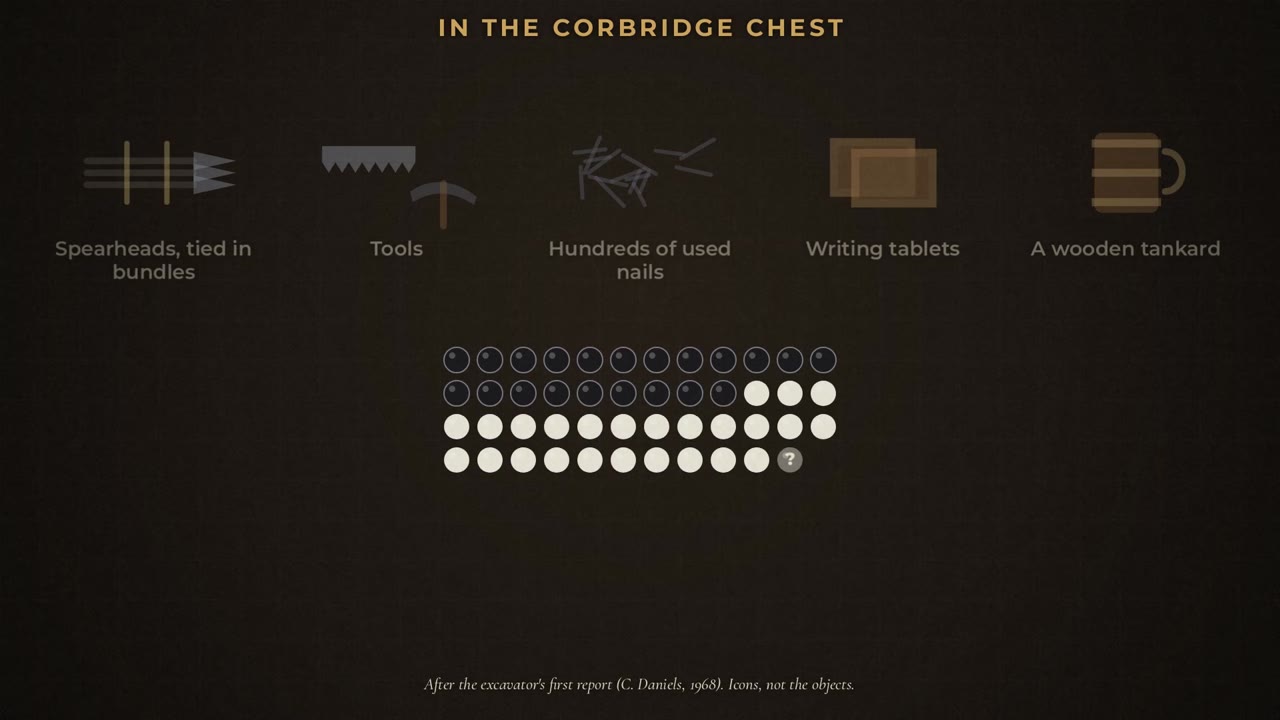 IN THE CORBRIDGE CHEST
Spearheads, tied in
bundles
Tools
Hundreds of used
nails
Writing tablets
A wooden tankard
?
After the excavator's first report (C. Daniels, 1968). Icons, not the objects.